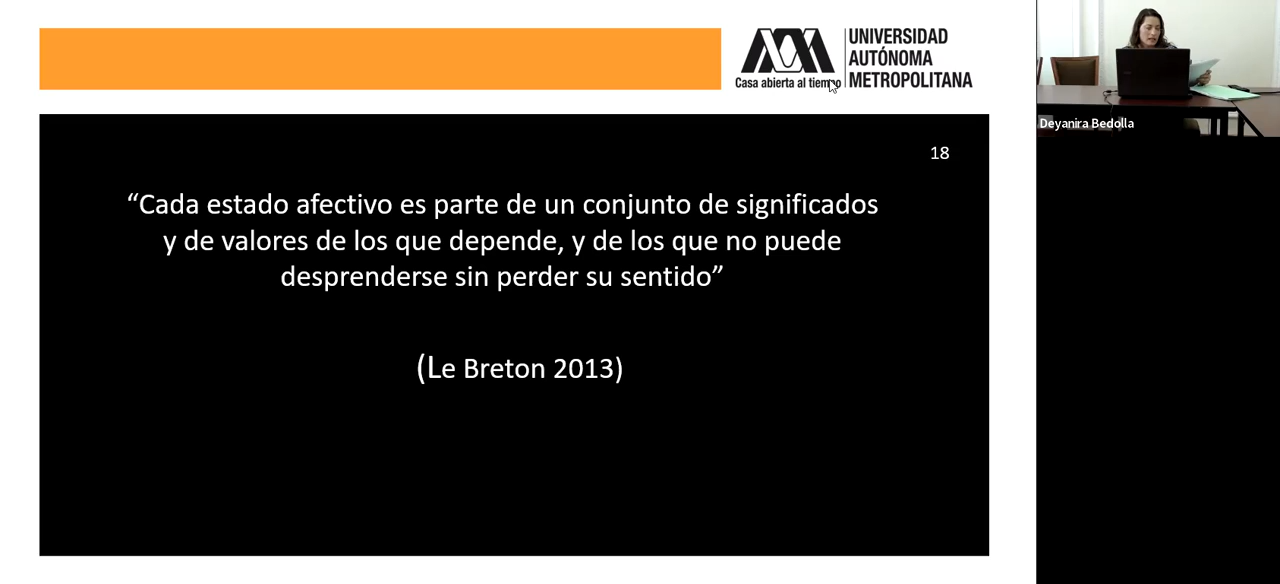 Casa abierta al tiempo
UNIVERSIDAD
AUTÓNOMA
METROPOLITANA
Deyanira Bedolla
18
“Cada estado afectivo es parte de un conjunto de significados
y de valores de los que depende, y de los que no puede
desprenderse sin perder su sentido”
(Le Breton 2013)